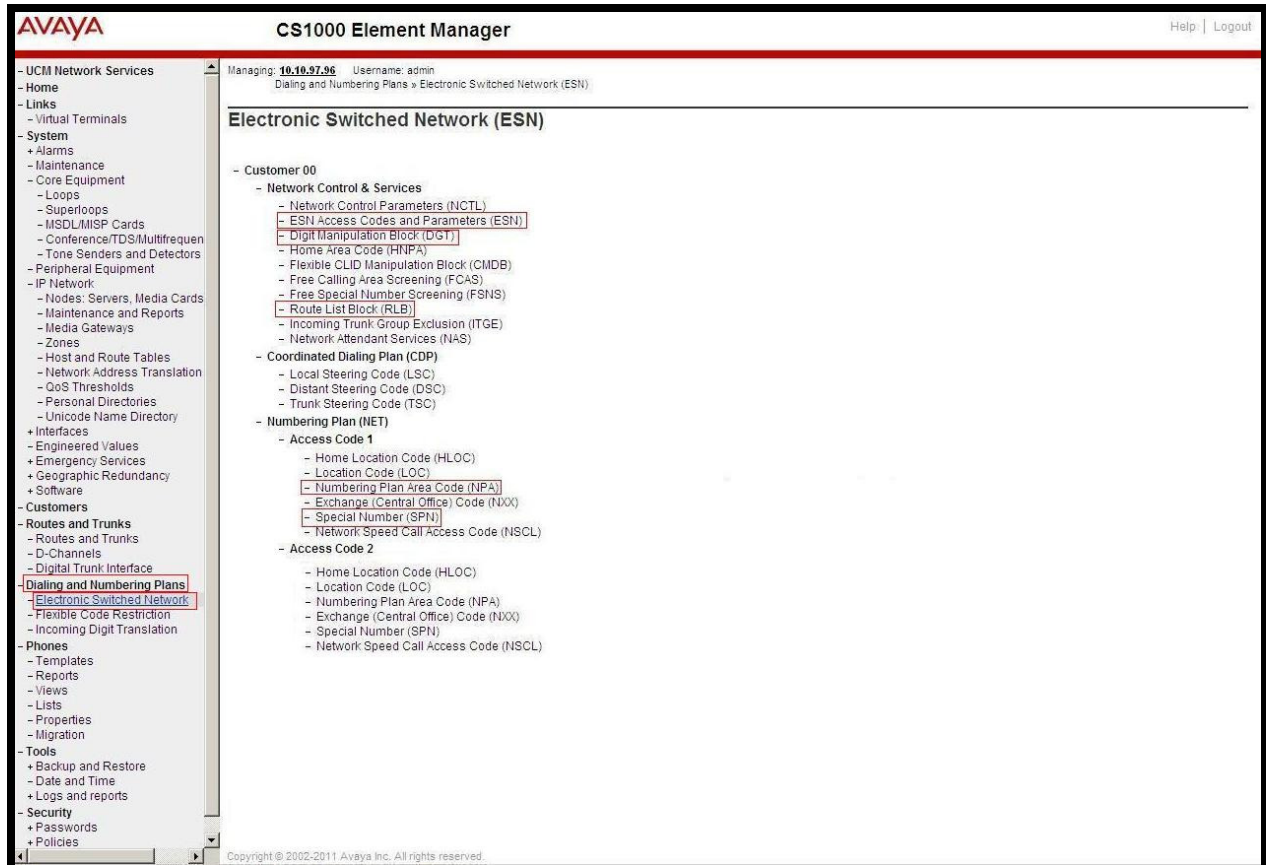 AVAYA
CS1000 Element Manager
Help | Logout
- UCM Network Services
- Home
- Links
- Virtual Terminals
- System
+ Alarms
- Maintenance
- Core Equipment
- Loops
- Superloops
- MSDL/MISP Cards
- Conference/TDS/Multifrequen
- Tone Senders and Detectors
- Peripheral Equipment
- IP Network
- Nodes: Servers, Media Cards
- Maintenance and Reports
- Media Gateways
- Zones
- Host and Route Tables
- Network Address Translation
- QoS Thresholds
- Personal Directories
- Unicode Name Directory
+ Interfaces
- Engineered Values
+ Emergency Services
+ Geographic Redundancy
+ Software
- Customers
- Routes and Trunks
- Routes and Trunks
- D-Channels
- Digital Trunk Interface
- Dialing and Numbering Plans
- Electronic Switched Network
- Flexible Code Restriction
- Incoming Digit Translation
- Phones
- Templates
- Reports
- Views
- Lists
- Properties
- Migration
- Tools
+ Backup and Restore
- Date and Time
+ Logs and reports
- Security
+ Passwords
+ Policies
Managing: 10.10.97.96 Username: admin
Dialing and Numbering Plans » Electronic Switched Network (ESN)
Electronic Switched Network (ESN)
- Customer 00
- Network Control & Services
- Network Control Parameters (NCTL)
- ESN Access Codes and Parameters (ESN)
- Digit Manipulation Block (DGT)
- Home Area Code (HNPA)
- Flexible CLID Manipulation Block (CMDB)
- Free Calling Area Screening (FCAS)
- Free Special Number Screening (FSNS)
- Route List Block (RLB)
- Incoming Trunk Group Exclusion (ITGE)
- Network Attendant Services (NAS)
- Coordinated Dialing Plan (CDP)
- Local Steering Code (LSC)
- Distant Steering Code (DSC)
- Trunk Steering Code (TSC)
- Numbering Plan (NET)
- Access Code 1
- Home Location Code (HLOC)
- Location Code (LOC)
- Numbering Plan Area Code (NPA)
- Exchange (Central Office) Code (NXX)
- Special Number (SPN)
- Network Speed Call Access Code (NSCL)
- Access Code 2
- Home Location Code (HLOC)
- Location Code (LOC)
- Numbering Plan Area Code (NPA)
- Exchange (Central Office) Code (NXX)
- Special Number (SPN)
- Network Speed Call Access Code (NSCL)
Copyright © 2002-2011 Avaya Inc. All rights reserved.